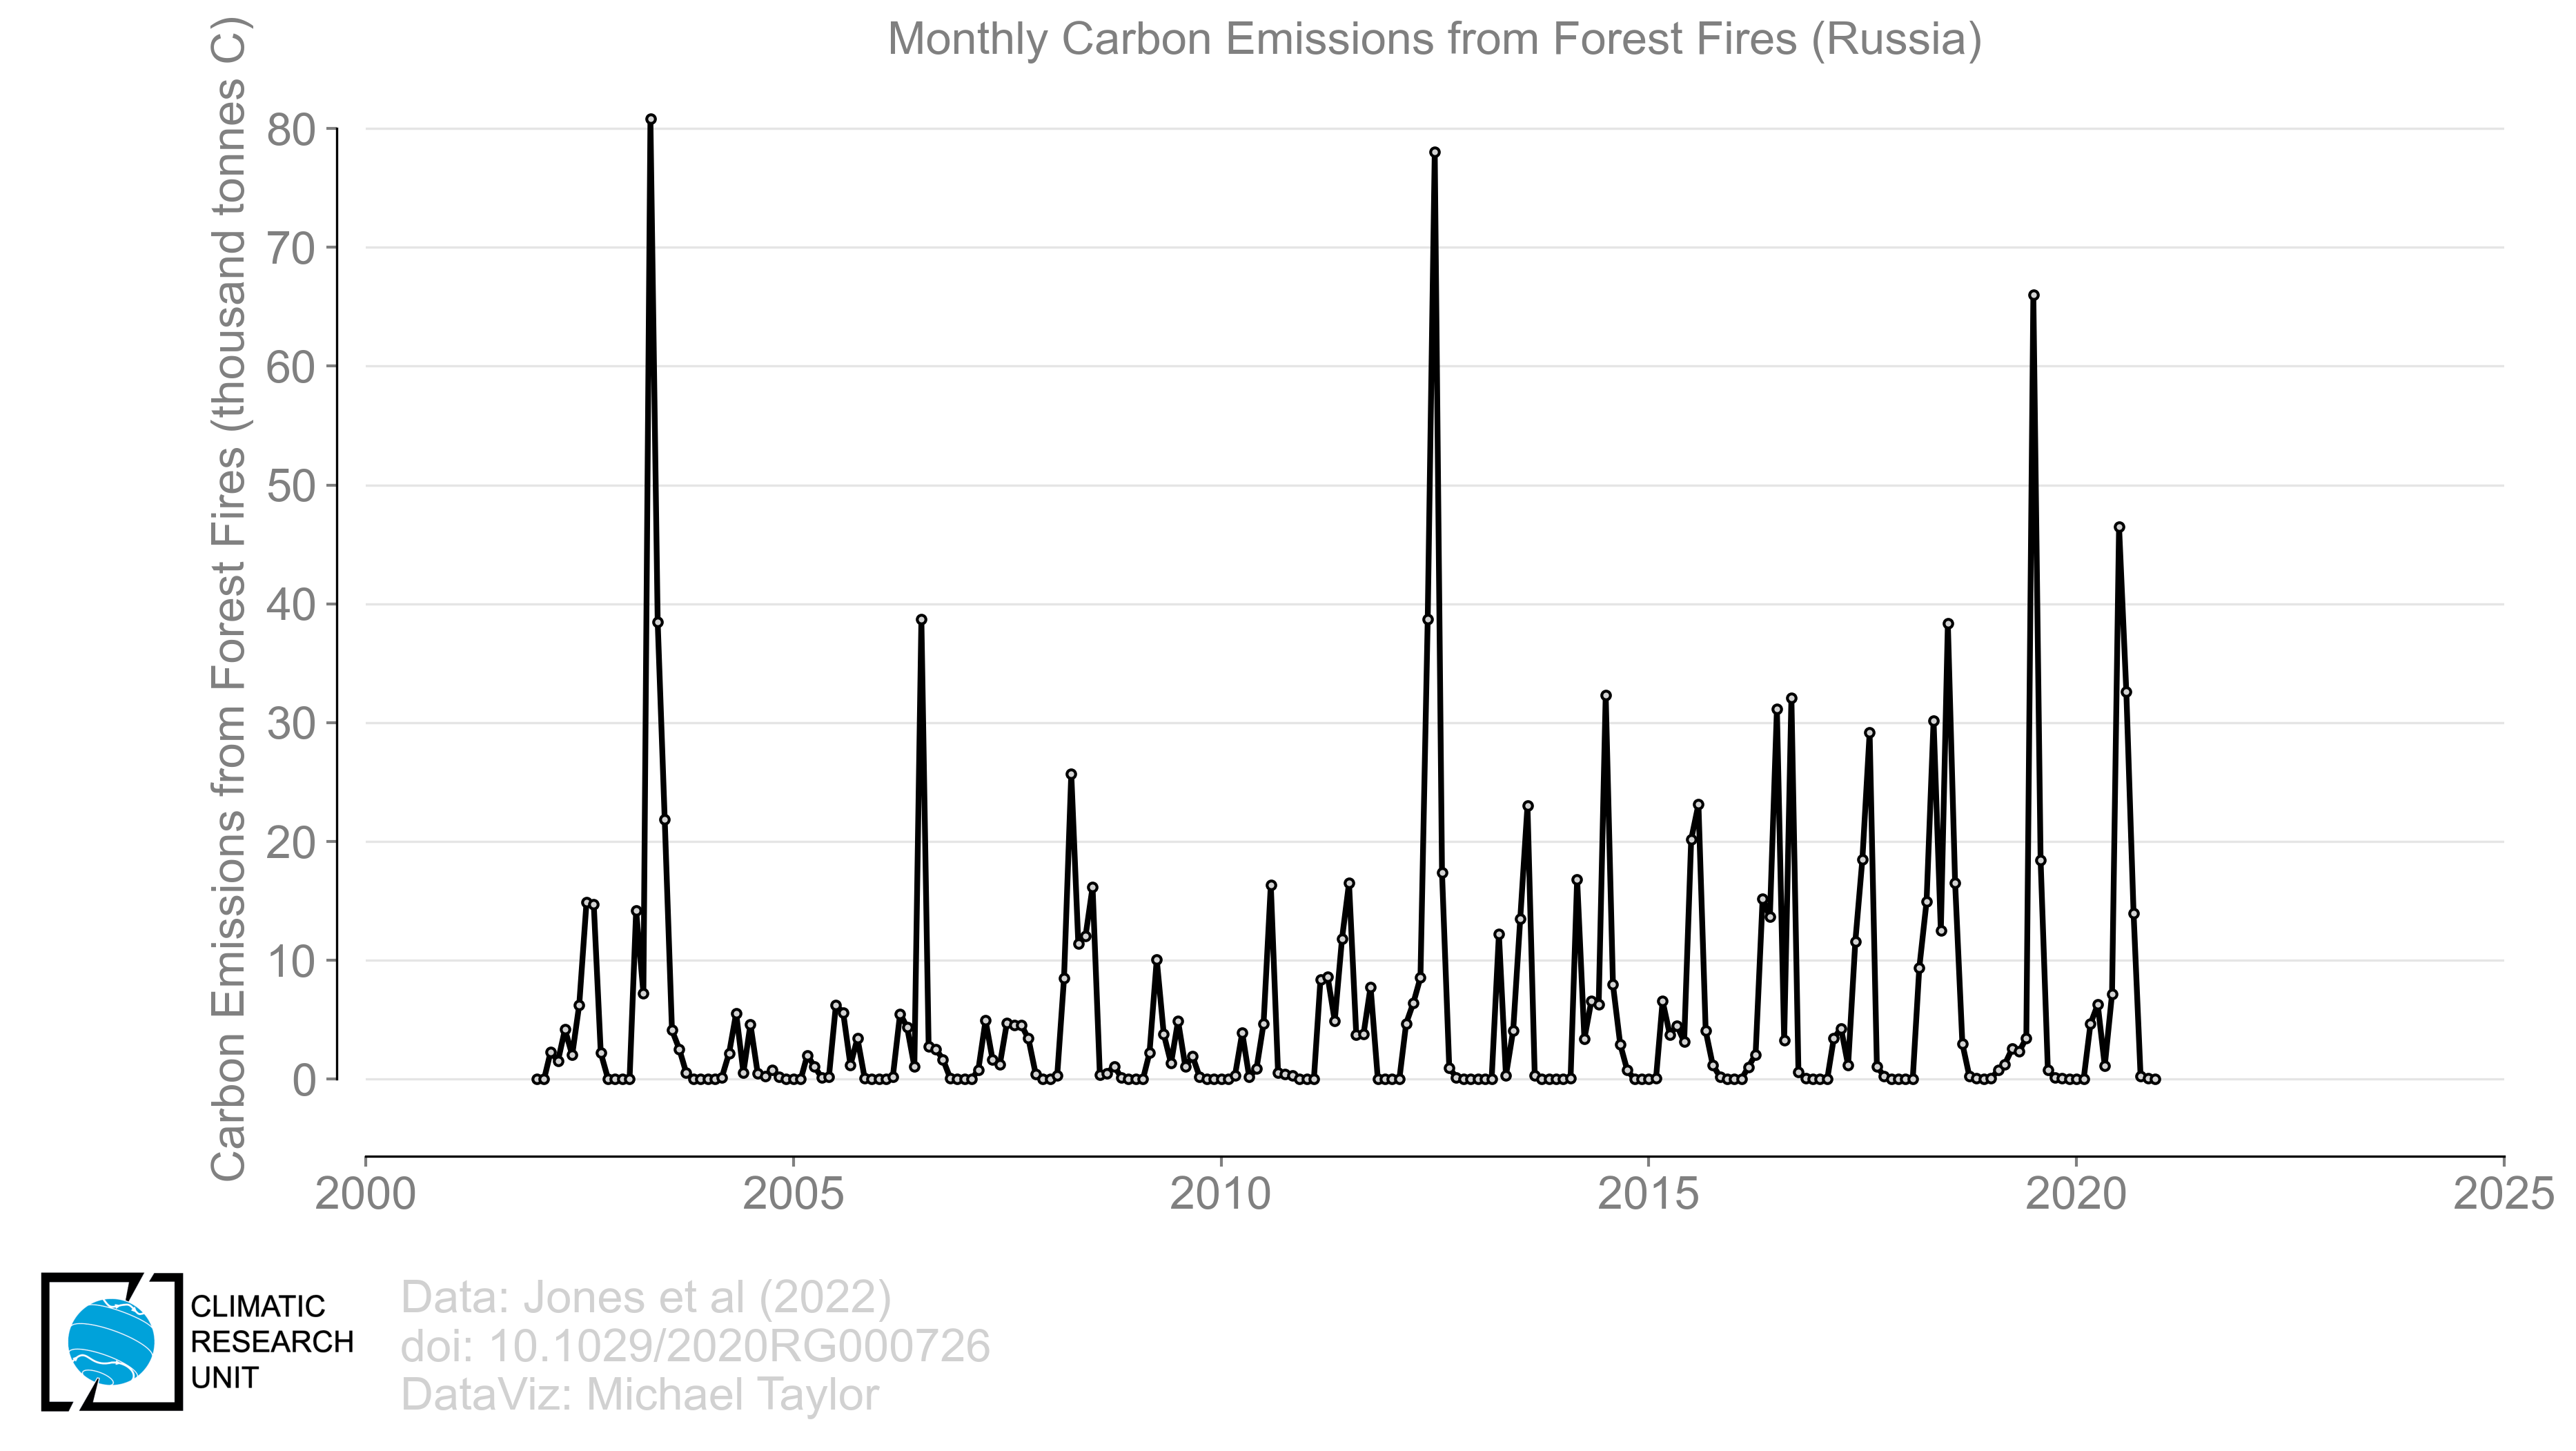 Monthly Carbon Emissions from Forest Fires (Russia)
Carbon Emissions from Forest Fires (thousand tonnes C)
80
70
60
50
40
30
20
10
0
2000 2005 2010 2015 2020 2025
CLIMATIC
RESEARCH
UNIT
Data: Jones et al (2022)
doi: 10.1029/2020RG000726
DataViz: Michael Taylor